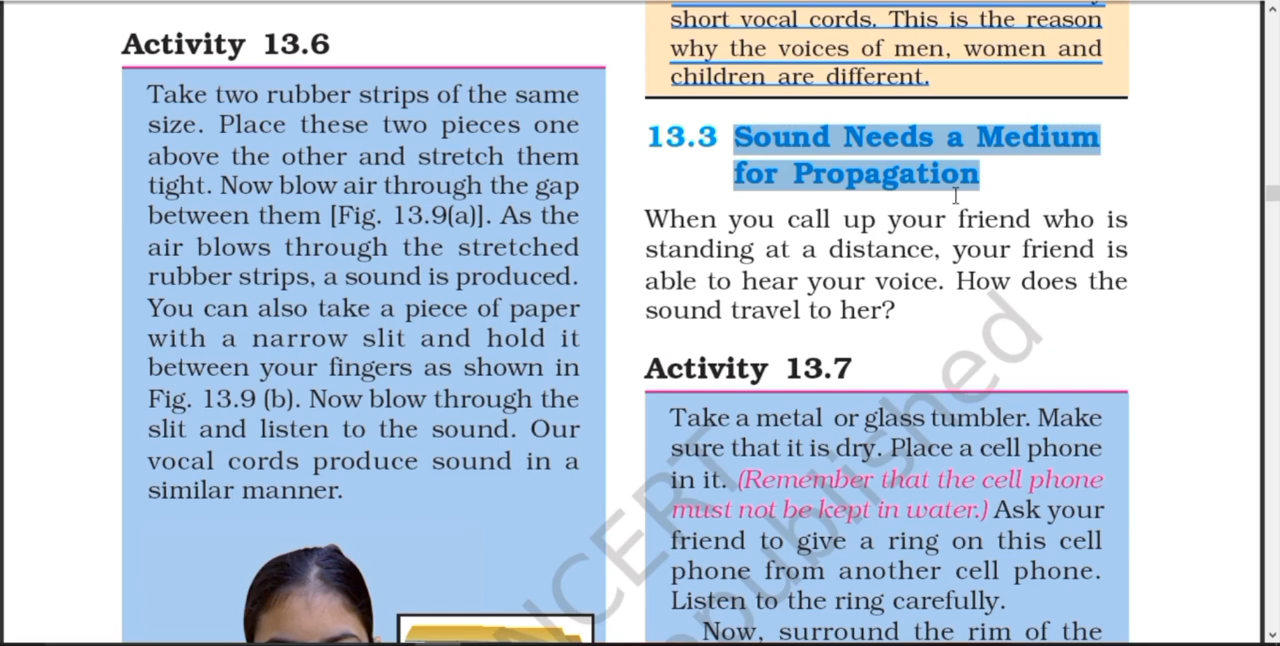 Activity 13.6
Take two rubber strips of the same
size. Place these two pieces one
above the other and stretch them
tight. Now blow air through the gap
between them [Fig. 13.9(a)]. As the
air blows through the stretched
rubber strips, a sound is produced.
You can also take a piece of paper
with a narrow slit and hold it
between your fingers as shown in
Fig. 13.9 (b). Now blow through the
slit and listen to the sound. Our
vocal cords produce sound in a
similar manner.
short vocal cords. This is the reason
why the voices of men, women and
children are different.
13.3 Sound Needs a Medium
for Propagation
When you call up your friend who is
standing at a distance, your friend is
able to hear your voice. How does the
sound travel to her?
Activity 13.7
Take a metal or glass tumbler. Make
sure that it is dry. Place a cell phone
in it. (Remember that the cell phone
must not be kept in water.) Ask your
friend to give a ring on this cell
phone from another cell phone.
Listen to the ring carefully.
Now, surround the rim of the
NCERT
published